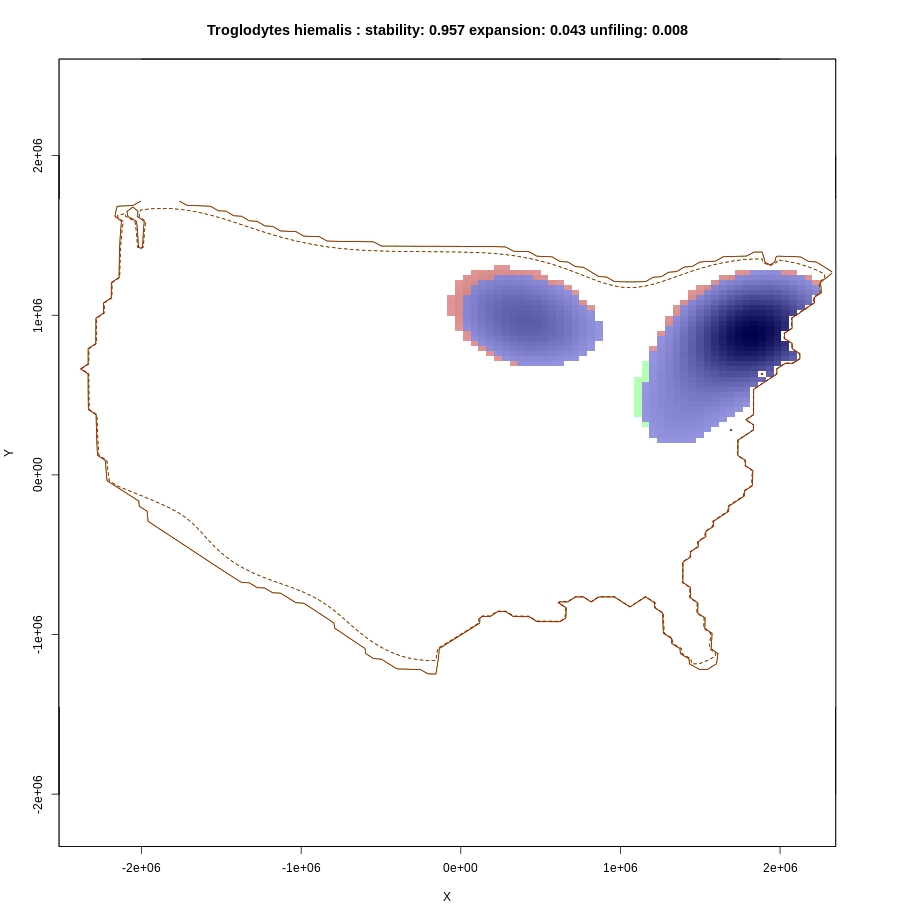 Troglodytes hiemalis : stability: 0.957 expansion: 0.043 unfiling: 0.008
2e+06
1e+06
0e+00
-1e+06
-2e+06
Y
-2e+06 -1e+06 0e+00 1e+06 2e+06
X